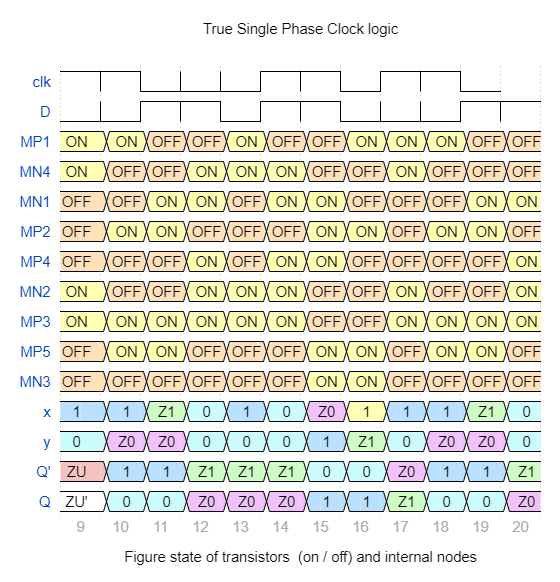 True Single Phase Clock logic
clk
D
MP1 ON ON OFF OFF ON OFF OFF ON ON ON OFF OFF
MN4 ON OFF OFF ON ON ON OFF OFF ON OFF OFF ON
MN1 OFF OFF ON ON OFF ON ON OFF OFF OFF ON ON
MP2 OFF ON ON OFF OFF OFF ON ON OFF ON ON OFF
MP4 OFF OFF OFF ON ON ON ON OFF OFF OFF OFF ON
MN2 ON OFF OFF ON ON ON OFF OFF ON OFF OFF ON
MP3 ON ON ON ON ON ON OFF OFF ON ON ON ON
MP5 OFF ON ON OFF OFF OFF ON ON OFF ON ON OFF
MN3 OFF OFF OFF OFF OFF OFF ON ON OFF OFF OFF OFF
x 1 1 Z1 0 1 0 Z0 1 1 1 Z1 0
y 0 Z0 Z0 0 0 0 1 Z1 0 Z0 Z0 0
Q' ZU 1 1 Z1 Z1 Z1 0 0 Z0 1 1 Z1
Q ZU' 0 0 Z0 Z0 Z0 1 1 Z1 0 0 Z0
9 10 11 12 13 14 15 16 17 18 19 20
Figure state of transistors (on / off) and internal nodes